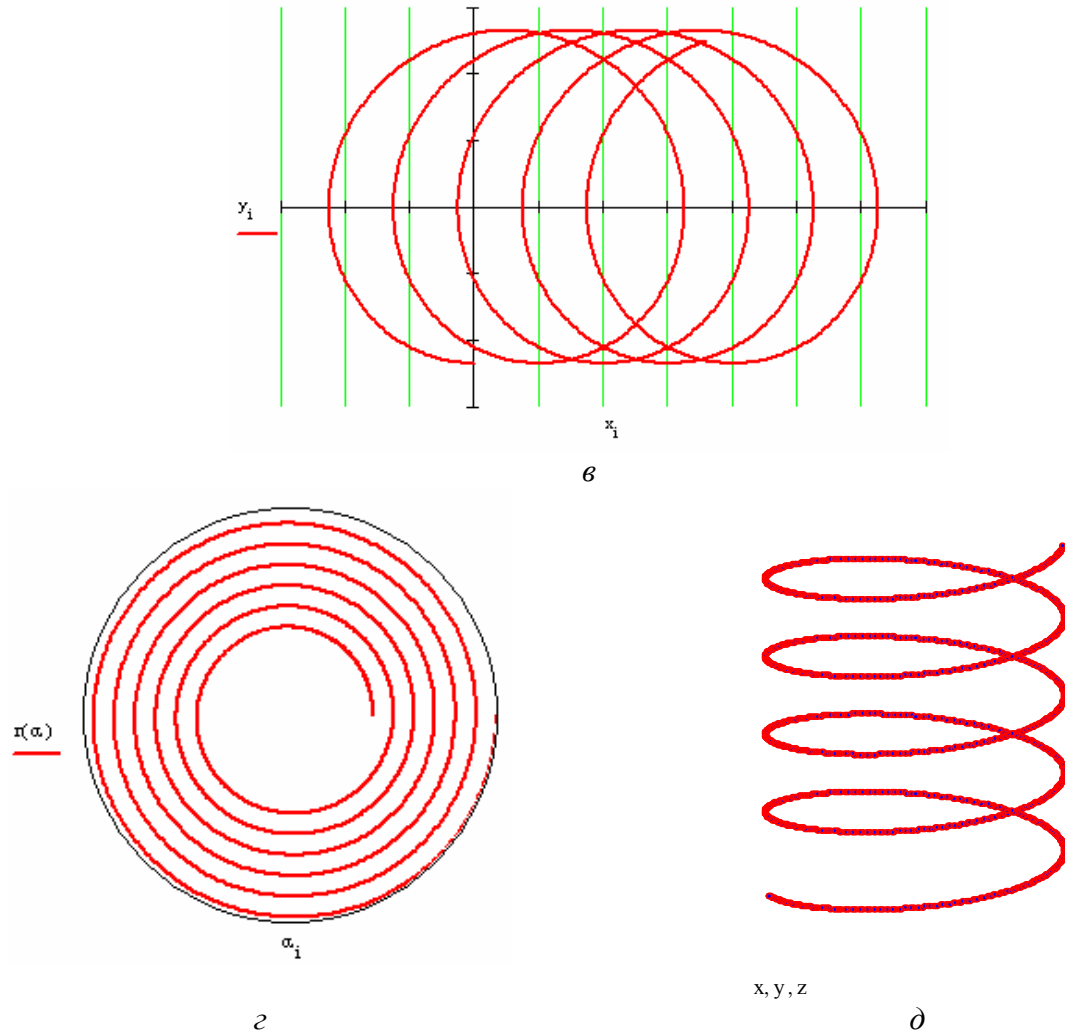 y_i
x_i
в
r(α)
α_i
г
x, y, z
д